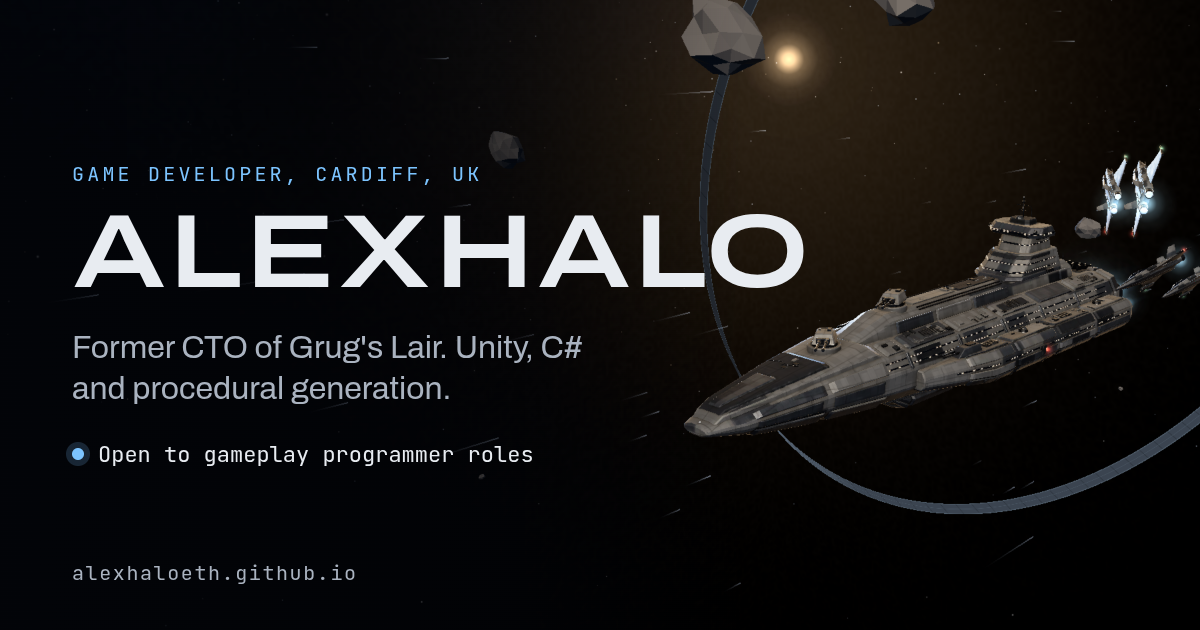 GAME DEVELOPER, CARDIFF, UK
ALEXHALO
Former CTO of Grug's Lair. Unity, C#
and procedural generation.
Open to gameplay programmer roles
alexhaloeth.github.io